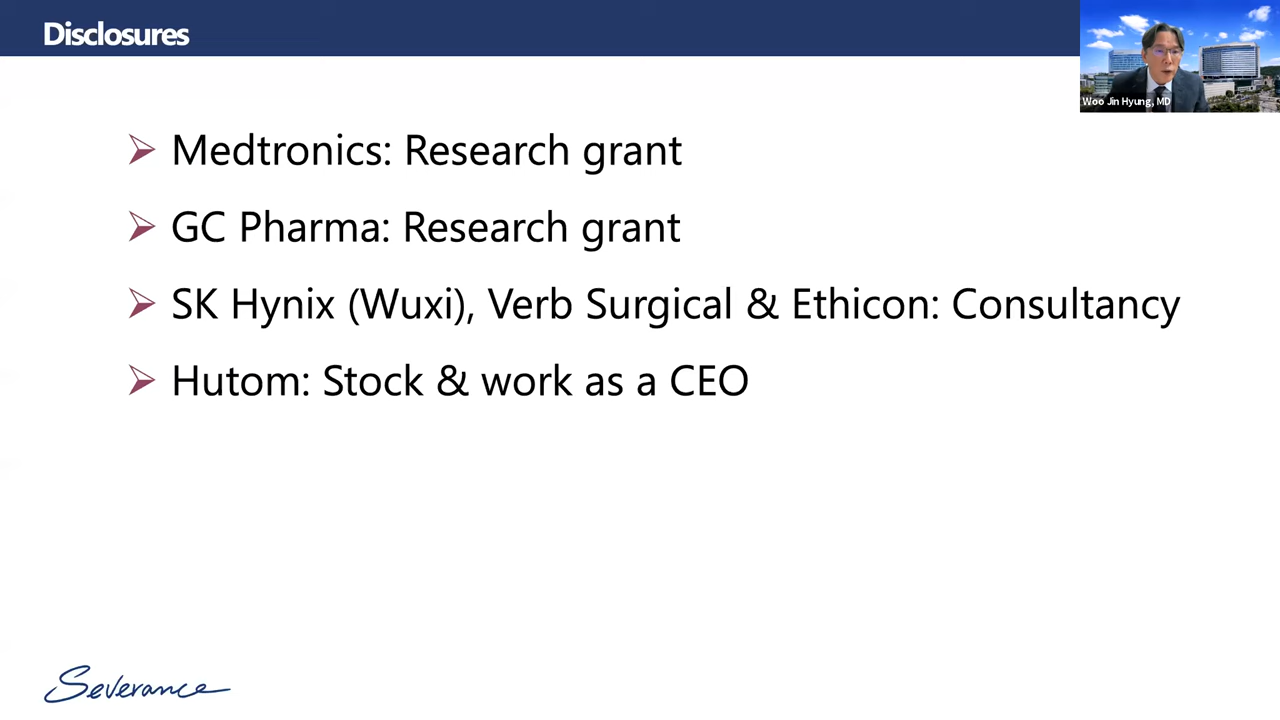 Disclosures
Woo Jin Hyung, MD
Medtronics: Research grant
GC Pharma: Research grant
SK Hynix (Wuxi), Verb Surgical & Ethicon: Consultancy
Hutom: Stock & work as a CEO
Severance